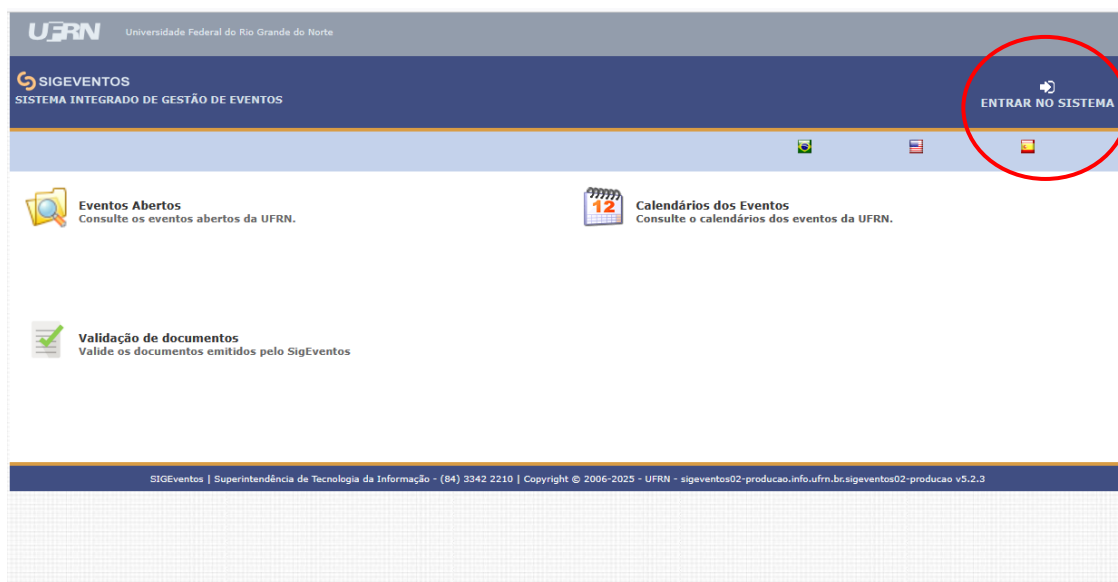 UFRN Universidade Federal do Rio Grande do Norte
SIGEVENTOS
SISTEMA INTEGRADO DE GESTÃO DE EVENTOS
ENTRAR NO SISTEMA
Eventos Abertos
Consulte os eventos abertos da UFRN.
12
Calendários dos Eventos
Consulte o calendários dos eventos da UFRN.
Validação de documentos
Valide os documentos emitidos pelo SigEventos
SIGEventos | Superintendência de Tecnologia da Informação - (84) 3342 2210 | Copyright © 2006-2025 - UFRN - sigeventos02-producao.info.ufrn.br.sigeventos02-producao v5.2.3